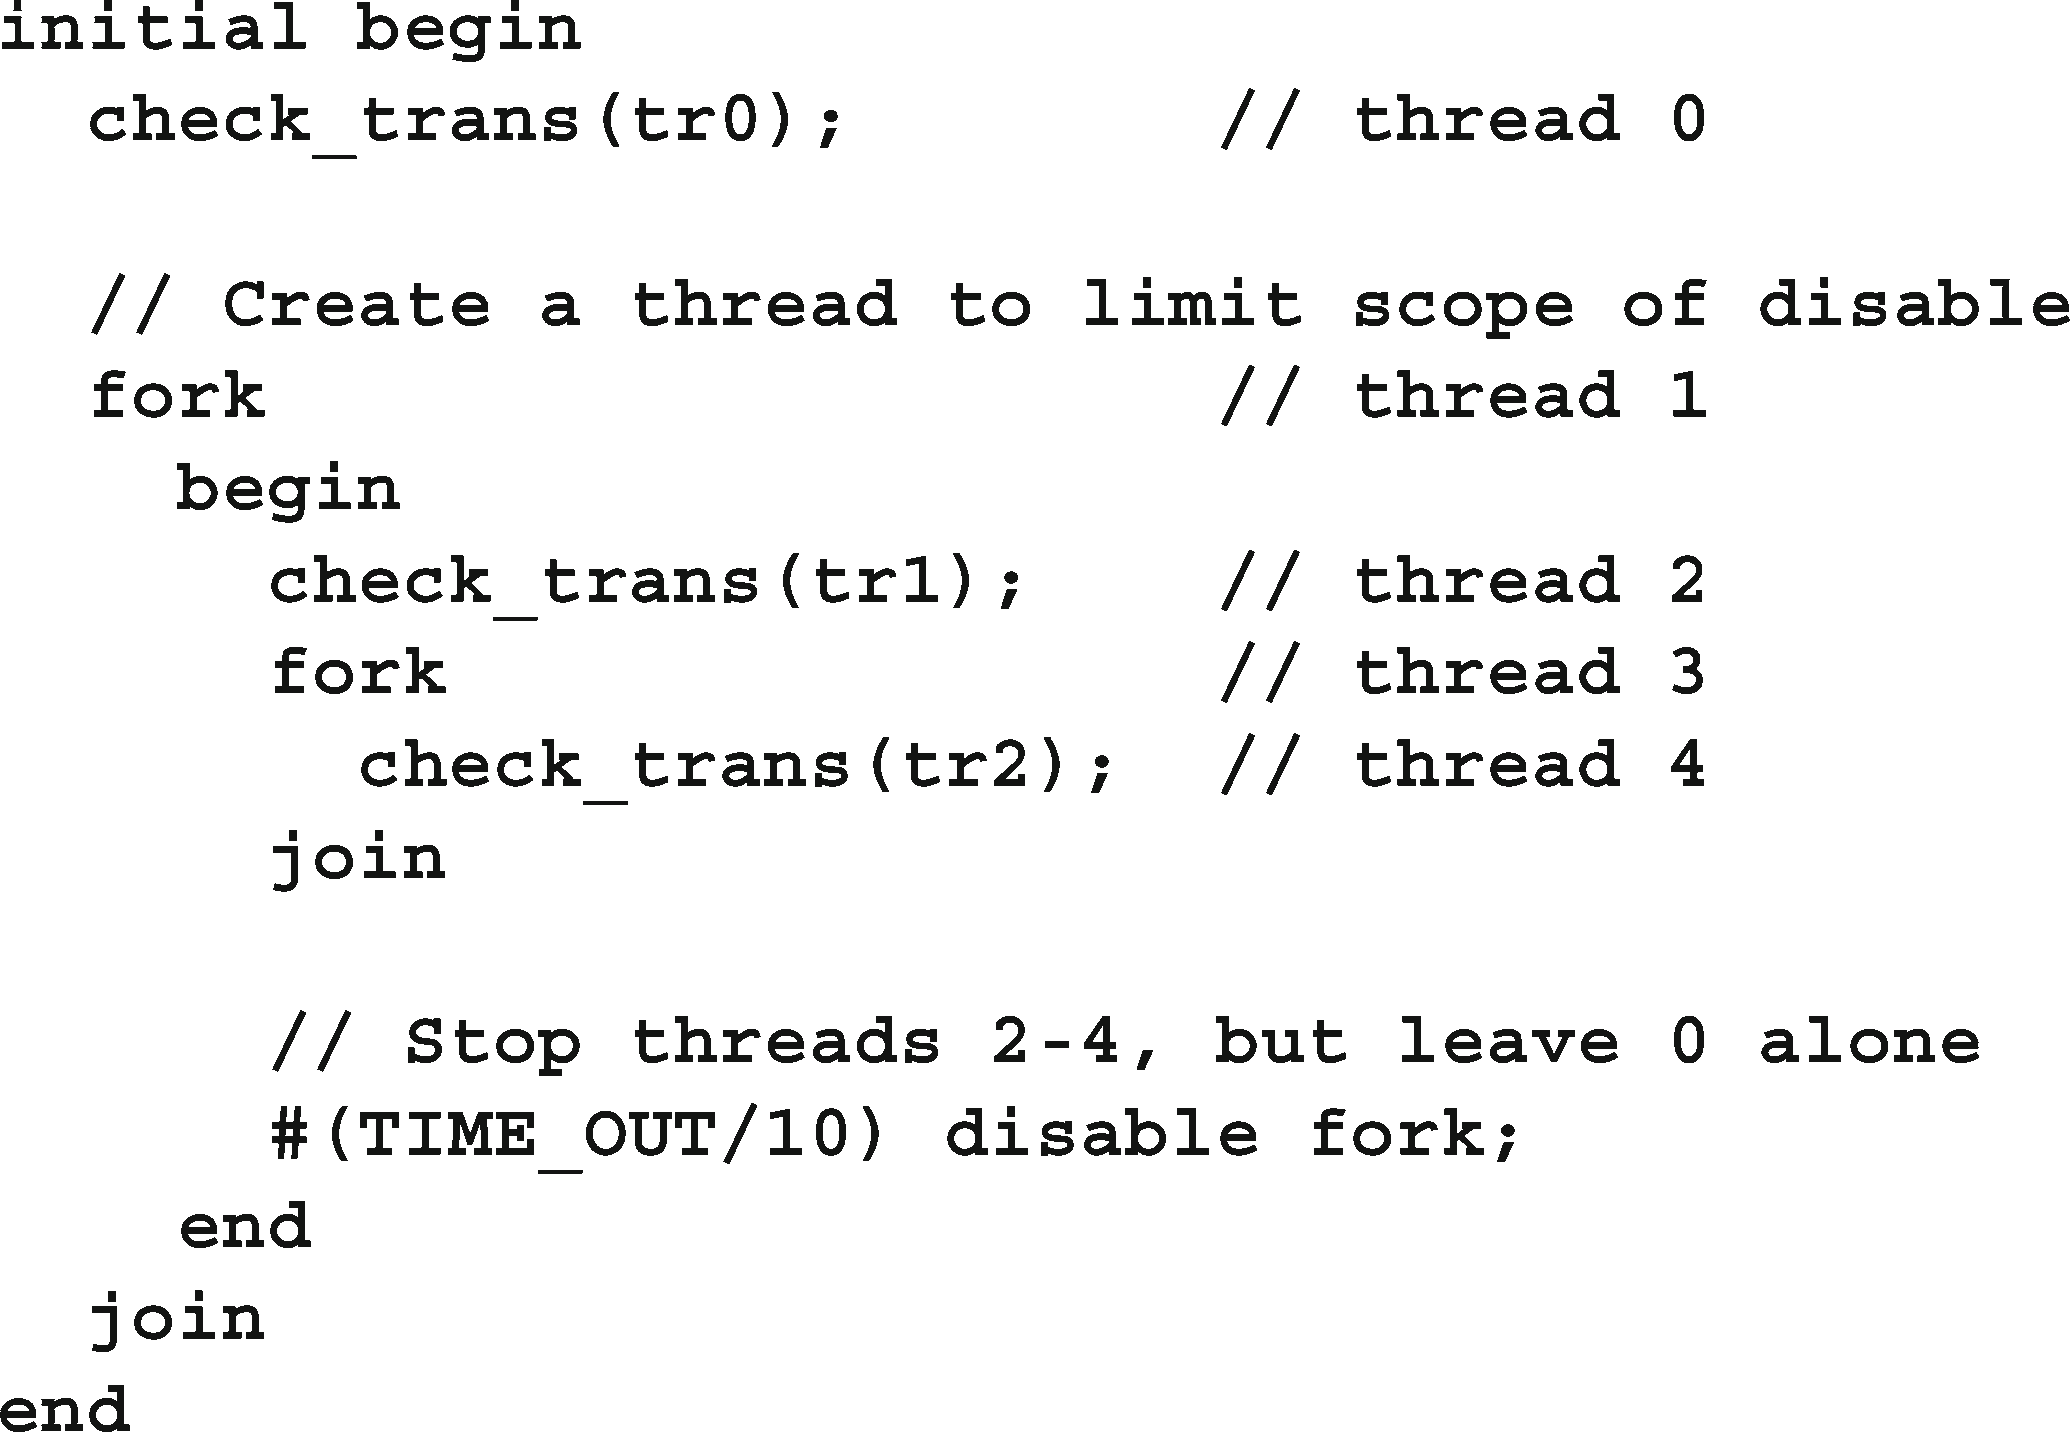 initial begin
  check_trans(tr0);                 // thread 0

  // Create a thread to limit scope of disable
  fork                              // thread 1
    begin
      check_trans(tr1);             // thread 2
      fork                          // thread 3
        check_trans(tr2);           // thread 4
      join

      // Stop threads 2-4, but leave 0 alone
      #(TIME_OUT/10) disable fork;
    end
  join
end